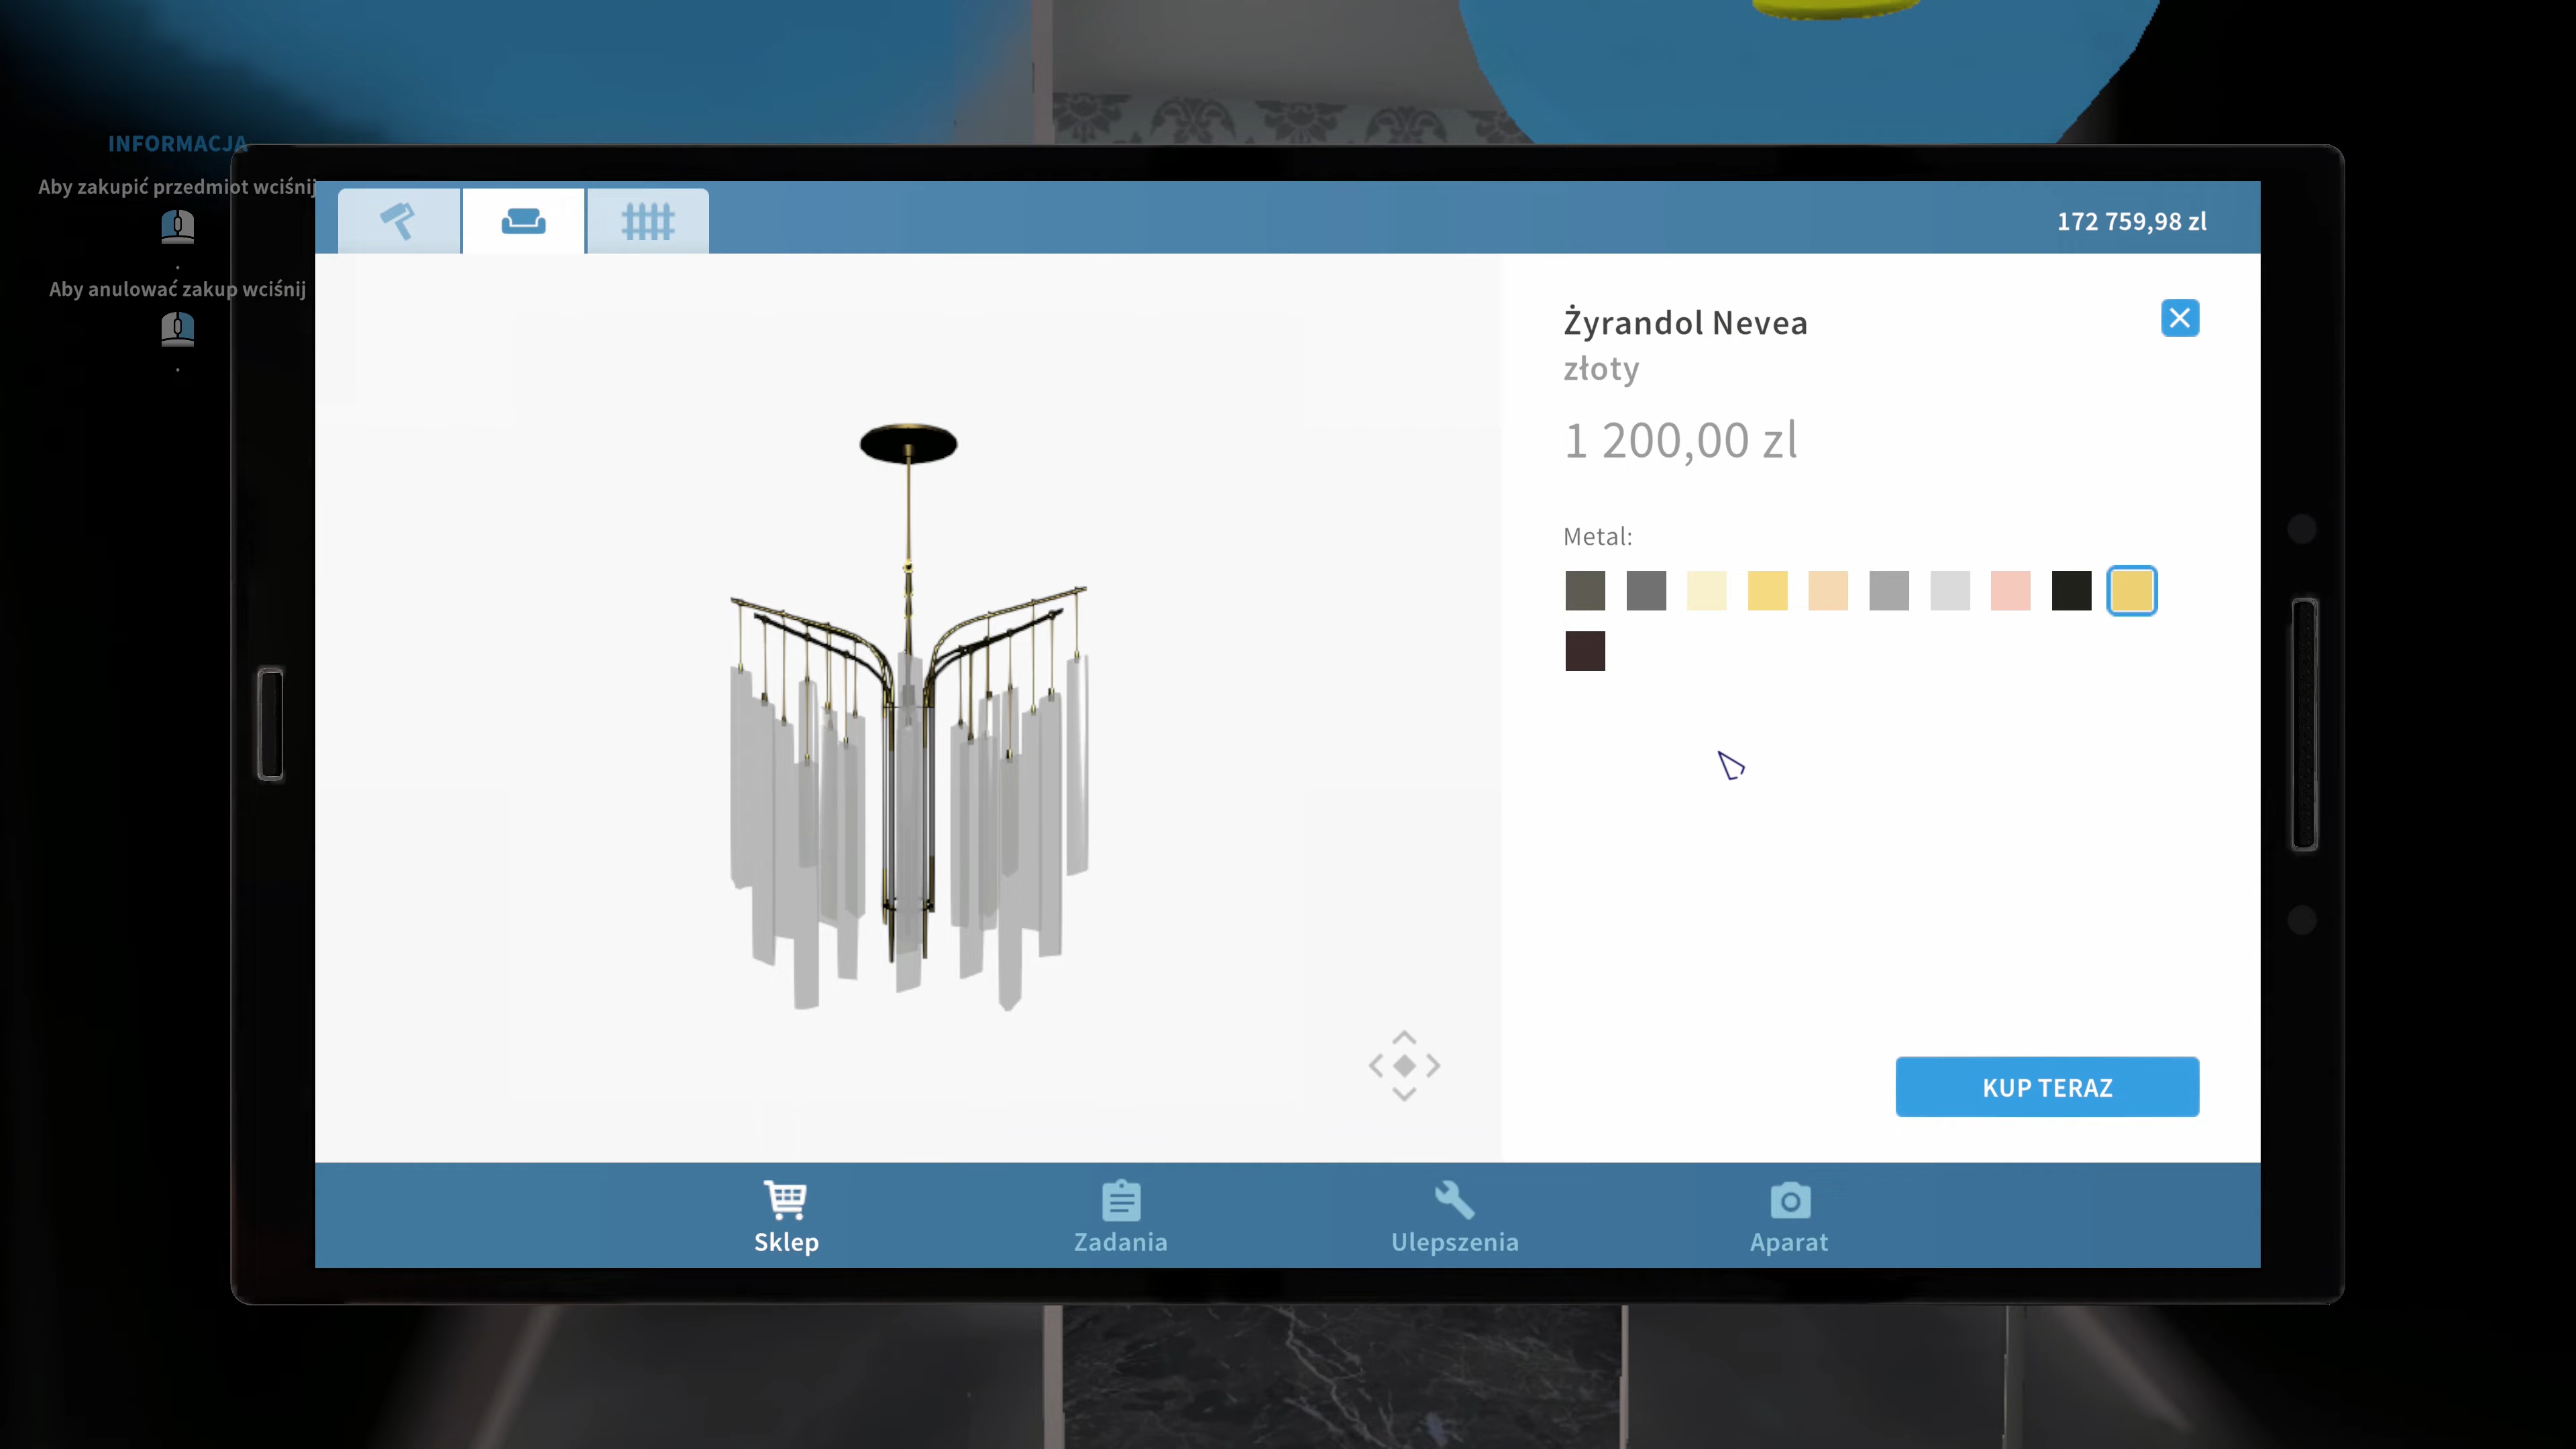 INFORMACJA
Aby zakupić przedmiot wciśnij
.
Aby anulować zakup wciśnij
.
172 759,98 zl
Żyrandol Nevea
złoty
1 200,00 zl
Metal:
KUP TERAZ
Sklep
Zadania
Ulepszenia
Aparat